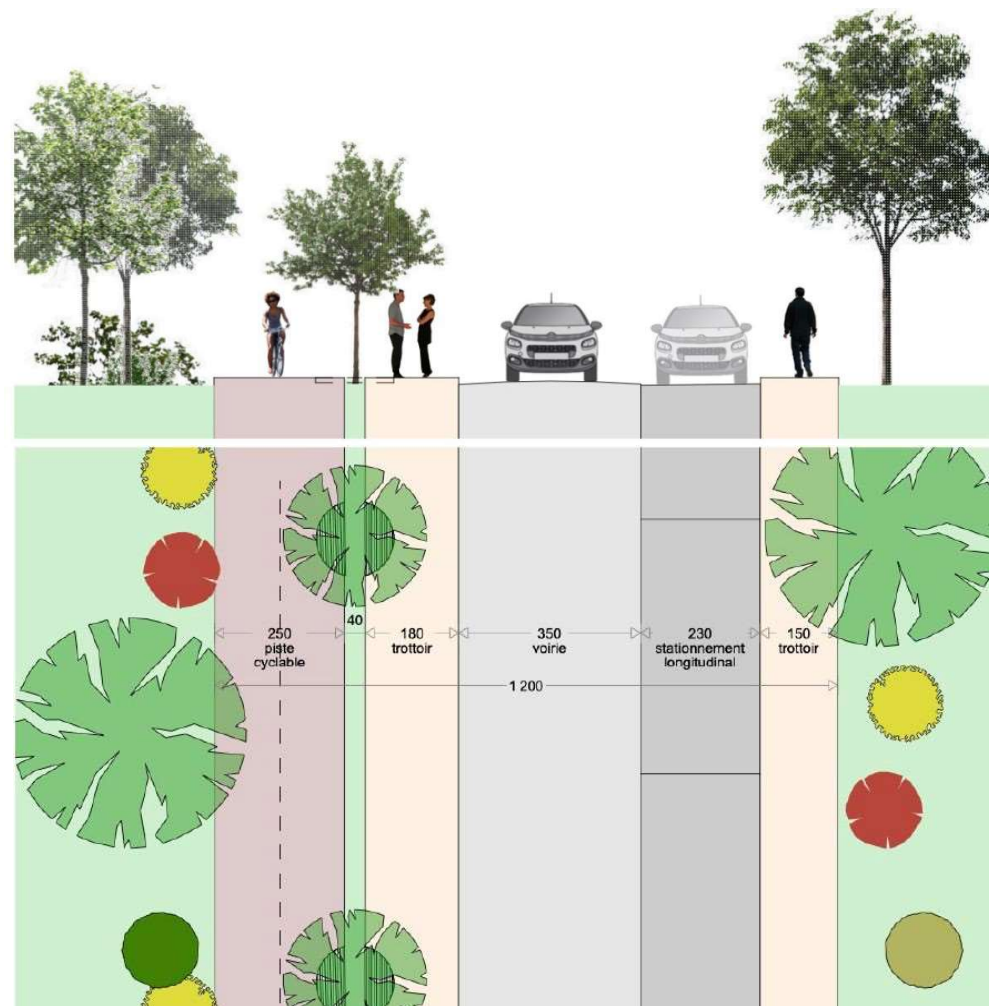 40
250
piste
cyclable
180
trottoir
350
voirie
230
stationnement
longitudinal
150
trottoir
1 200